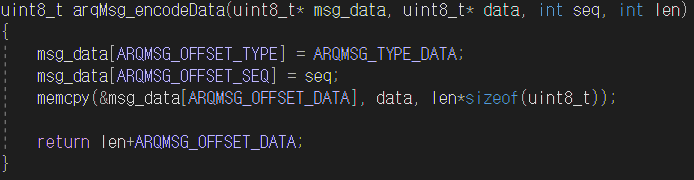 uint8_t arqMsg_encodeData(uint8_t* msg_data, uint8_t* data, int seq, int len)
{
    msg_data[ARQMSG_OFFSET_TYPE] = ARQMSG_TYPE_DATA;
    msg_data[ARQMSG_OFFSET_SEQ] = seq;
    memcpy(&msg_data[ARQMSG_OFFSET_DATA], data, len*sizeof(uint8_t));
    return len+ARQMSG_OFFSET_DATA;
}